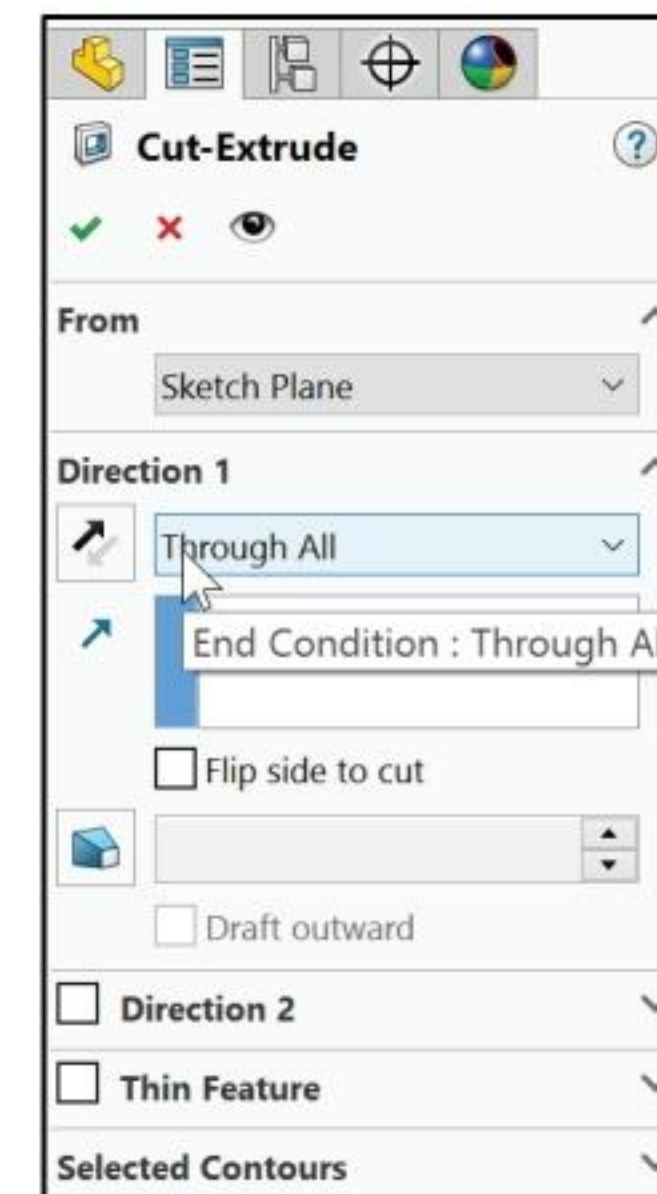 Cut-Extrude
?
From
Sketch Plane
Direction 1
Through All
End Condition : Through Al
Flip side to cut
Draft outward
Direction 2
Thin Feature
Selected Contours